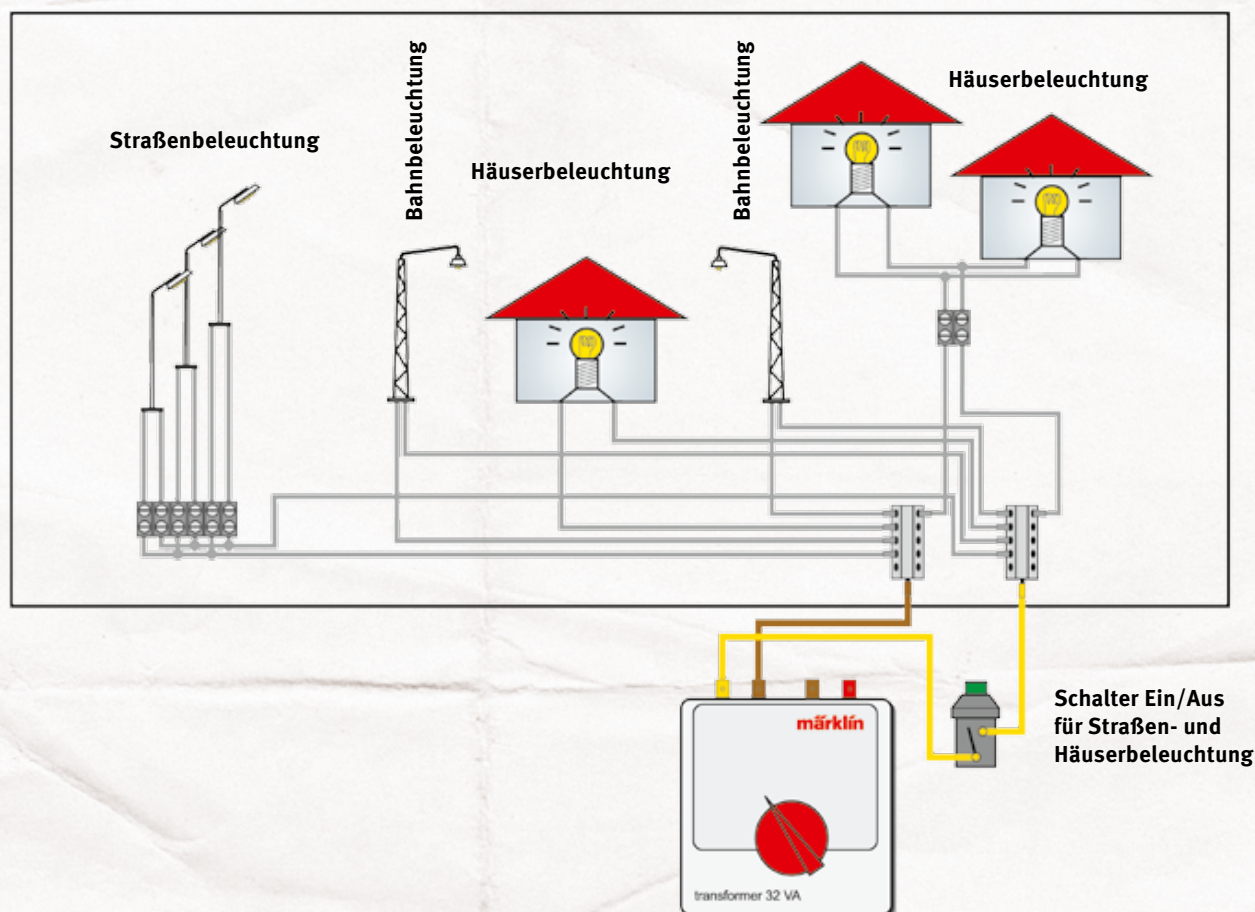 Straßenbeleuchtung
Bahnbeleuchtung
Häuserbeleuchtung
Bahnbeleuchtung
Häuserbeleuchtung
märklin
transformer 32 VA
Schalter Ein/Aus
für Straßen- und
Häuserbeleuchtung